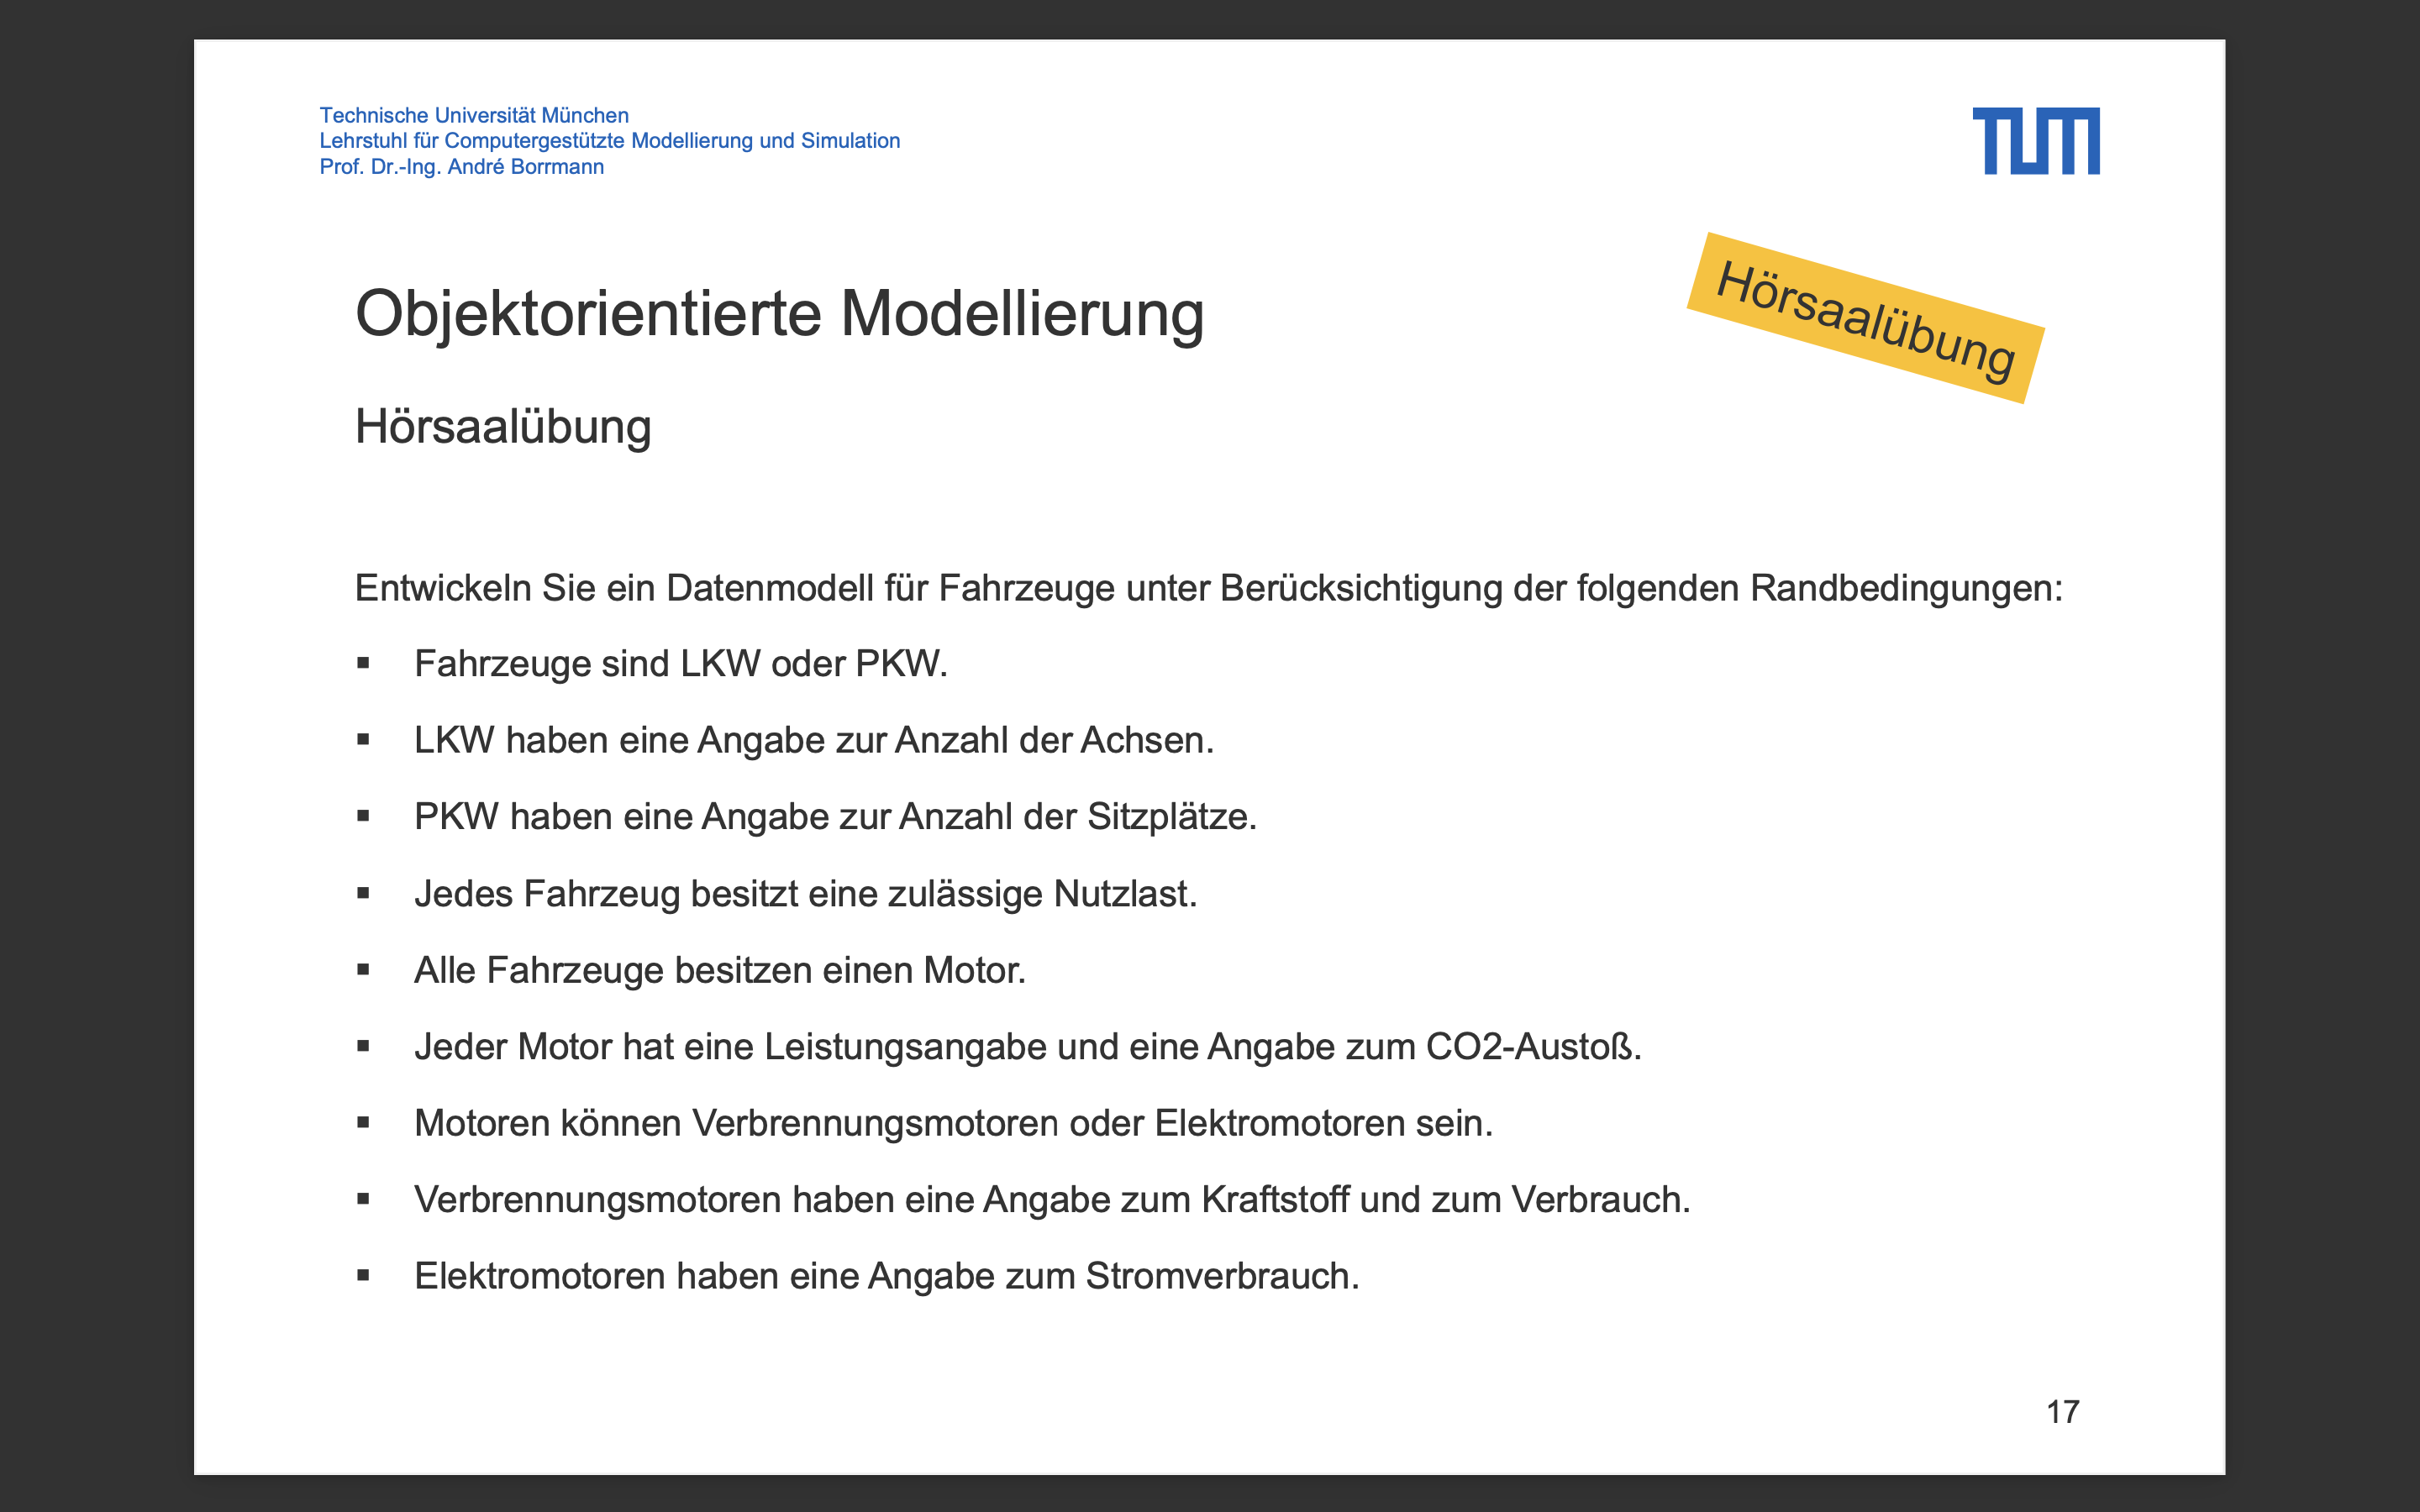 Technische Universität München
Lehrstuhl für Computergestützte Modellierung und Simulation
Prof. Dr.-Ing. André Borrmann
TUM
Objektorientierte Modellierung
Hörsaalübung
Hörsaalübung
Entwickeln Sie ein Datenmodell für Fahrzeuge unter Berücksichtigung der folgenden Randbedingungen:
▪ Fahrzeuge sind LKW oder PKW.
▪ LKW haben eine Angabe zur Anzahl der Achsen.
▪ PKW haben eine Angabe zur Anzahl der Sitzplätze.
▪ Jedes Fahrzeug besitzt eine zulässige Nutzlast.
▪ Alle Fahrzeuge besitzen einen Motor.
▪ Jeder Motor hat eine Leistungsangabe und eine Angabe zum CO2-Austoß.
▪ Motoren können Verbrennungsmotoren oder Elektromotoren sein.
▪ Verbrennungsmotoren haben eine Angabe zum Kraftstoff und zum Verbrauch.
▪ Elektromotoren haben eine Angabe zum Stromverbrauch.
17